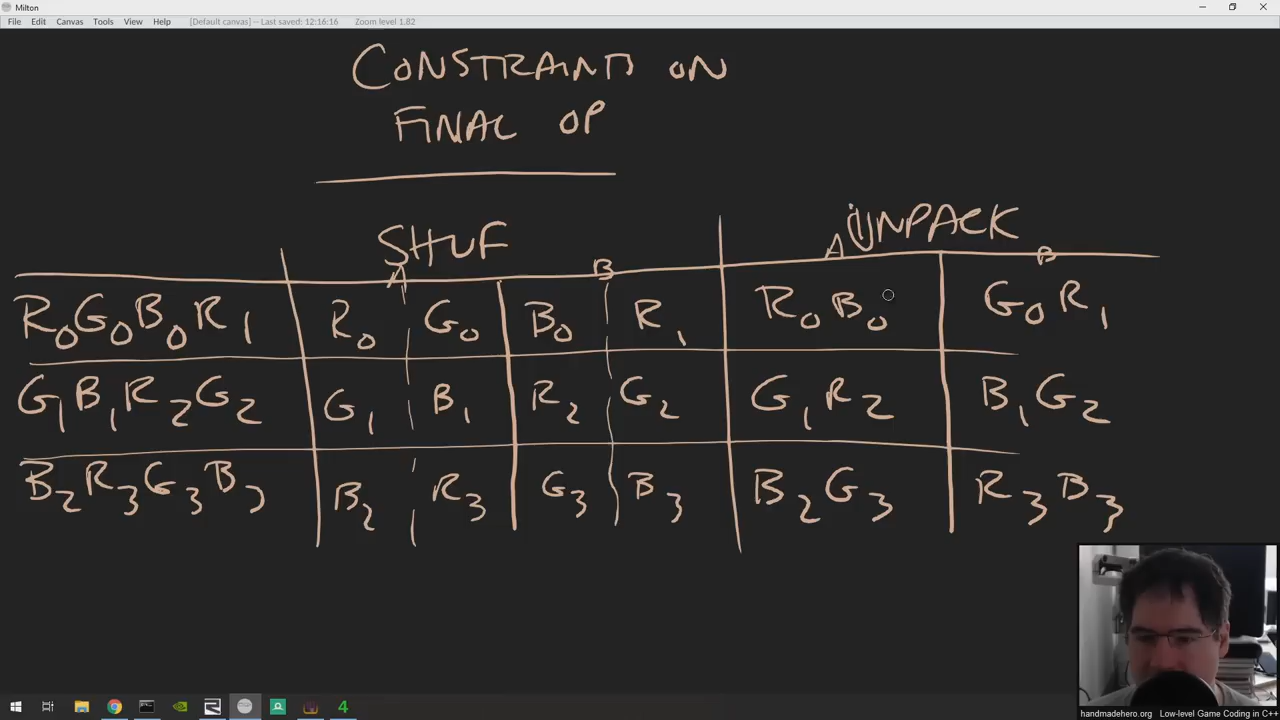 Milton
File Edit Canvas Tools View Help [Default canvas] -- Last saved: 12:16:16 Zoom level 1.82
CONSTRAINTS ON
FINAL OP
SHUF UNPACK
A B A B
R0G0B0R1 R0 G0 B0 R1 R0B0 G0R1
G1B1R2G2 G1 B1 R2 G2 G1R2 B1G2
B2R3G3B3 B2 R3 G3 B3 B2G3 R3B3
4
handmadehero.org Low-level Game Coding in C++